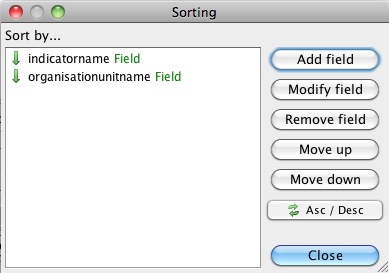 Sorting
Sort by...
indicatorname Field
organisationunitname Field
Add field
Modify field
Remove field
Move up
Move down
Asc / Desc
Close